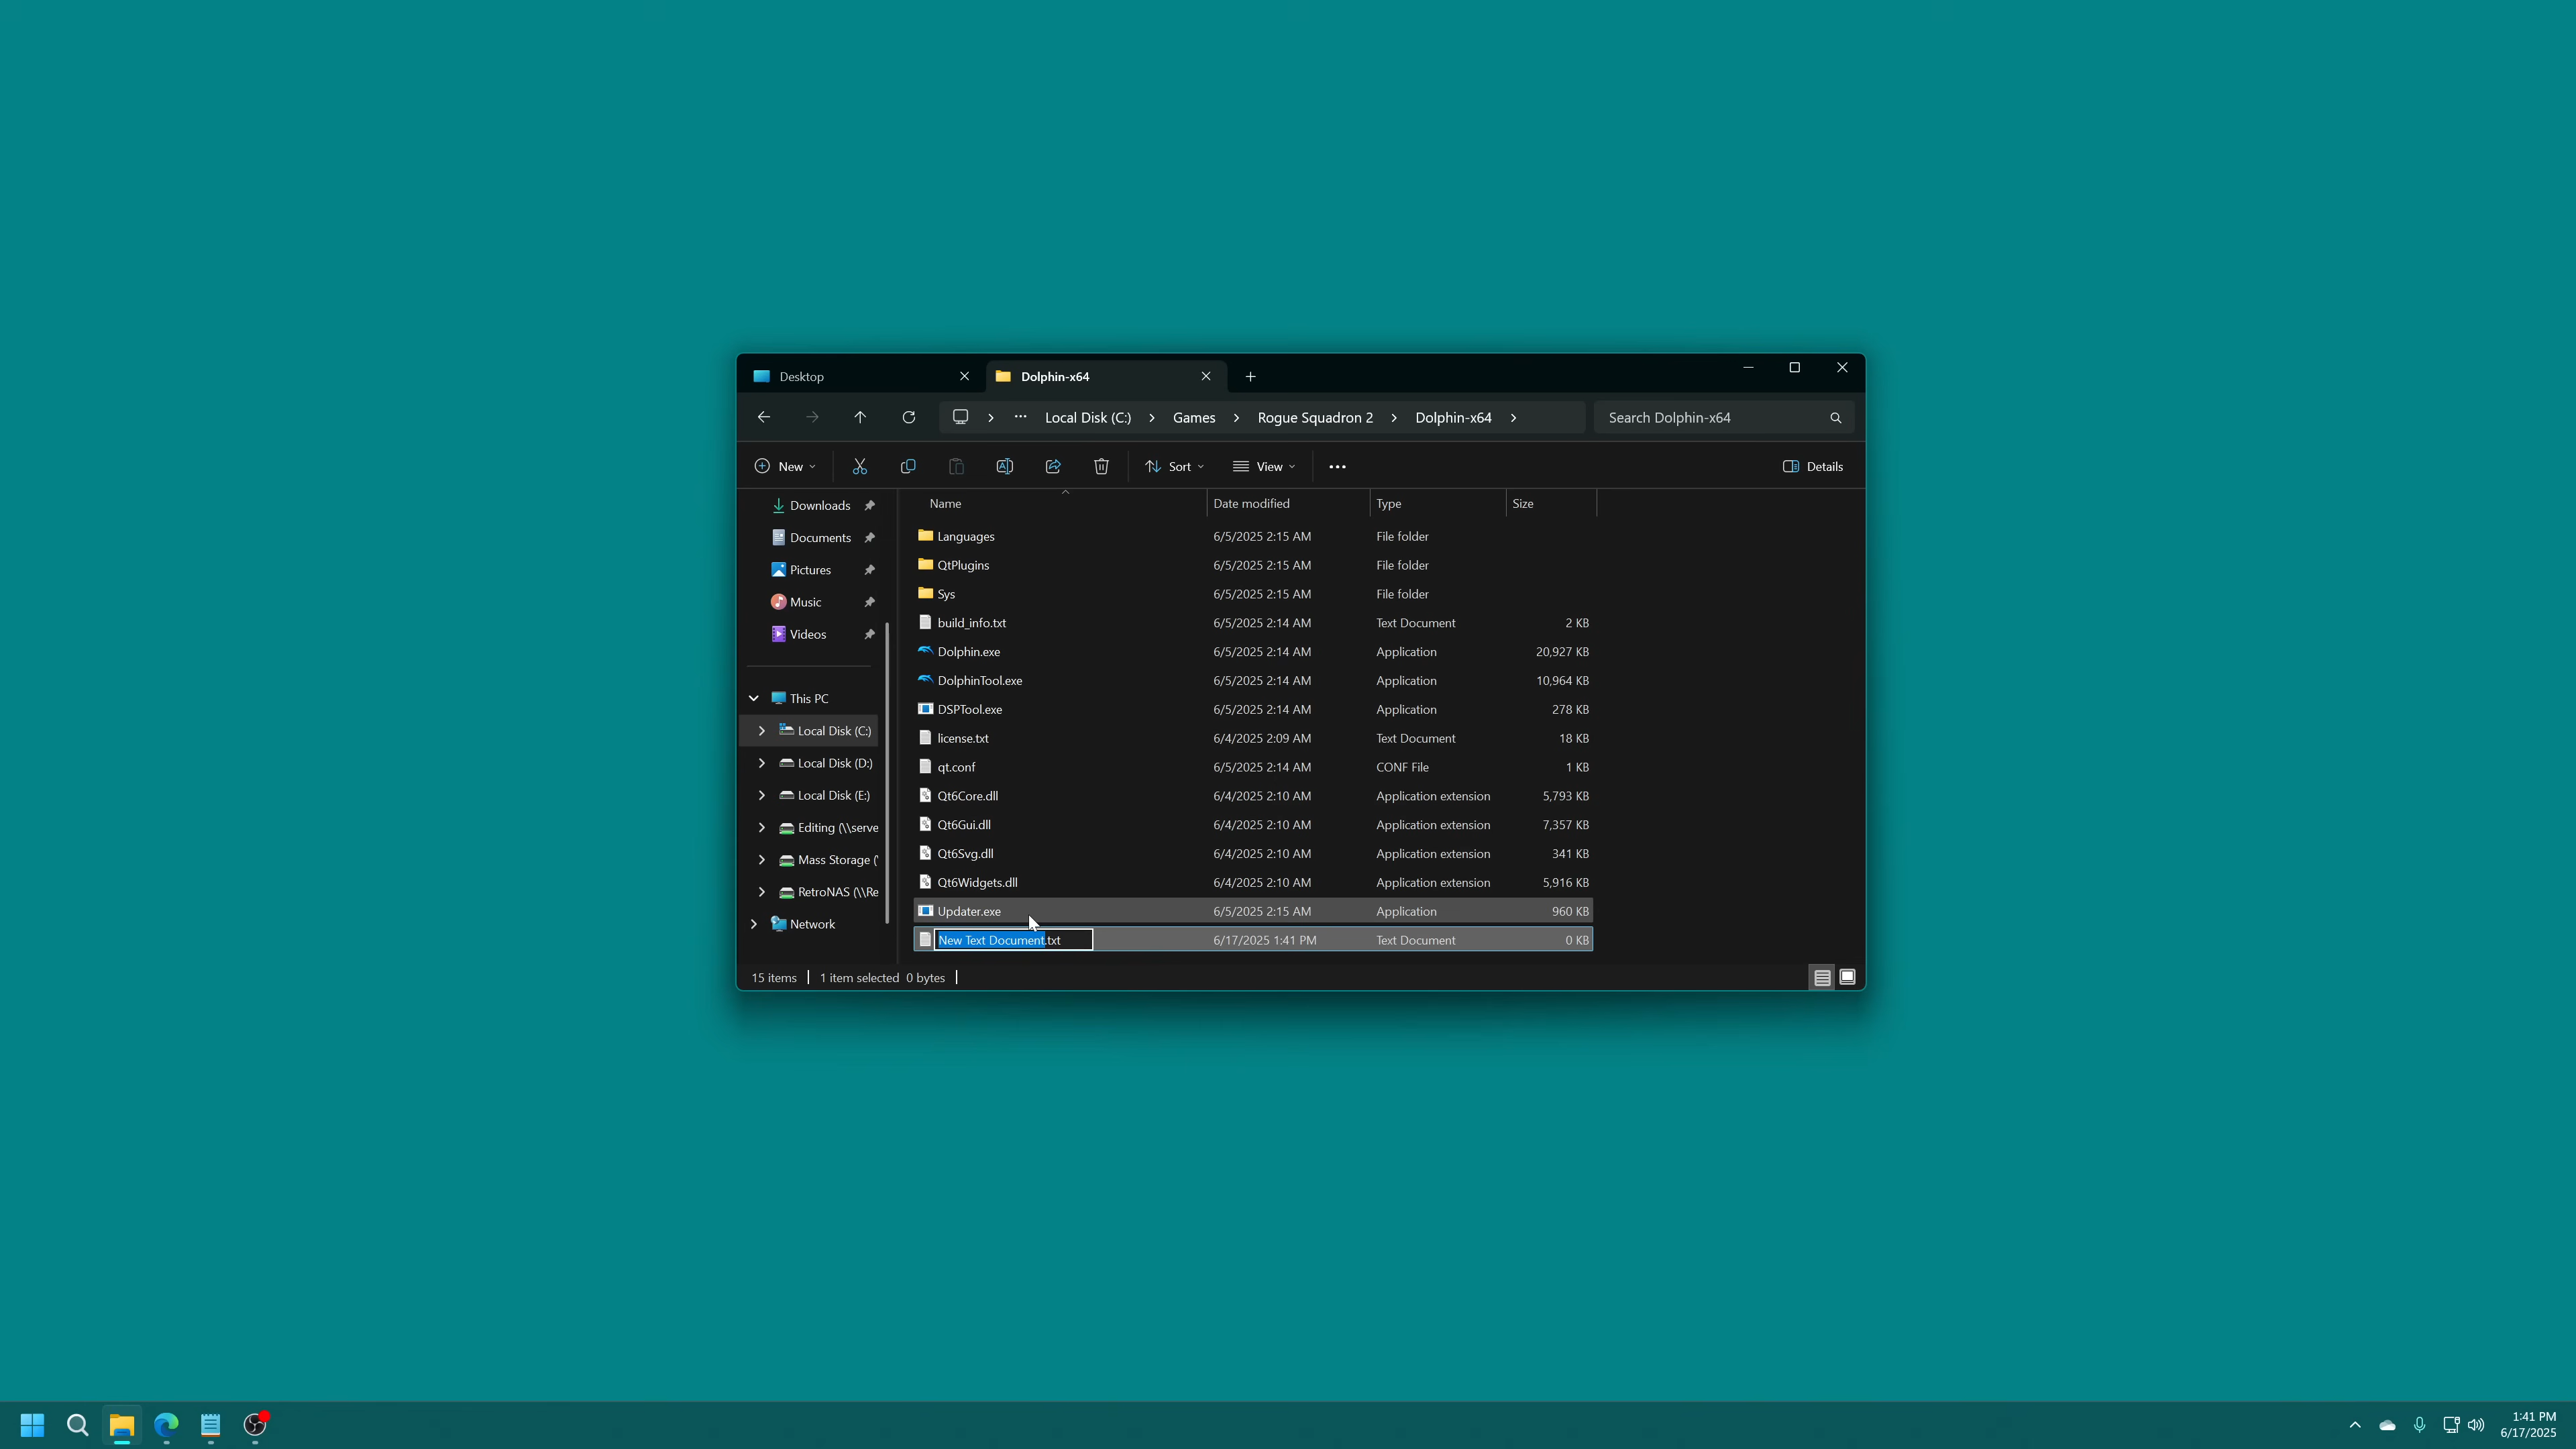 Desktop
Dolphin-x64
Local Disk (C:) > Games > Rogue Squadron 2 > Dolphin-x64 >
Search Dolphin-x64
New
Sort
View
Details
Downloads
Documents
Pictures
Music
Videos
This PC
Local Disk (C:)
Local Disk (D:)
Local Disk (E:)
Editing (\\serve
Mass Storage (\
RetroNAS (\\Re
Network
Name Date modified Type Size
Languages 6/5/2025 2:15 AM File folder
QtPlugins 6/5/2025 2:15 AM File folder
Sys 6/5/2025 2:15 AM File folder
build_info.txt 6/5/2025 2:14 AM Text Document 2 KB
Dolphin.exe 6/5/2025 2:14 AM Application 20,927 KB
DolphinTool.exe 6/5/2025 2:14 AM Application 10,964 KB
DSPTool.exe 6/5/2025 2:14 AM Application 278 KB
license.txt 6/4/2025 2:09 AM Text Document 18 KB
qt.conf 6/5/2025 2:14 AM CONF File 1 KB
Qt6Core.dll 6/4/2025 2:10 AM Application extension 5,793 KB
Qt6Gui.dll 6/4/2025 2:10 AM Application extension 7,357 KB
Qt6Svg.dll 6/4/2025 2:10 AM Application extension 341 KB
Qt6Widgets.dll 6/4/2025 2:10 AM Application extension 5,916 KB
Updater.exe 6/5/2025 2:15 AM Application 960 KB
New Text Document.txt 6/17/2025 1:41 PM Text Document 0 KB
15 items 1 item selected 0 bytes
1:41 PM
6/17/2025